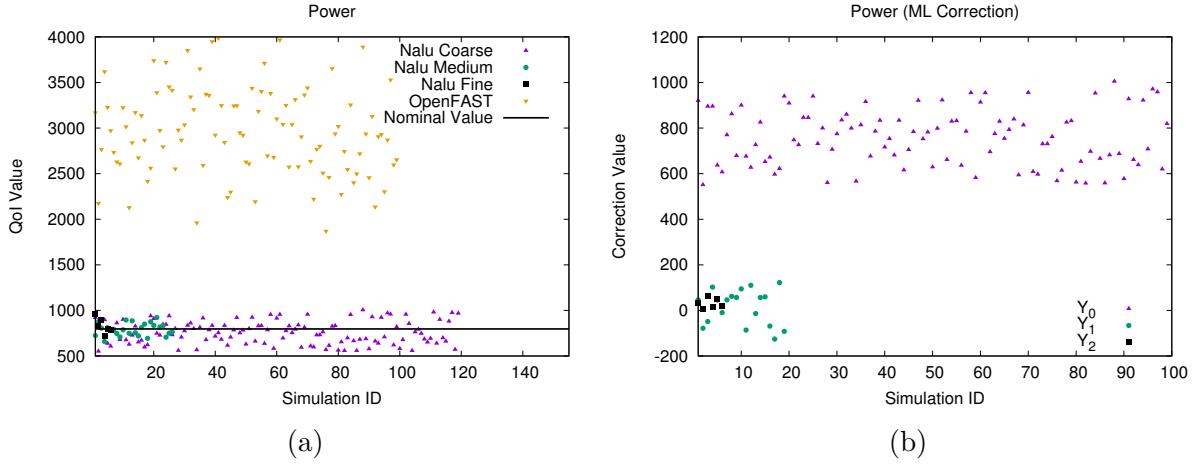 Power
4000
3500
3000
2500
2000
1500
1000
500
QoI Value
20 40 60 80 100 120 140
Simulation ID
Nalu Coarse
Nalu Medium
Nalu Fine
OpenFAST
Nominal Value
(a)
Power (ML Correction)
1200
1000
800
600
400
200
0
-200
Correction Value
10 20 30 40 50 60 70 80 90 100
Simulation ID
Y0
Y1
Y2
(b)